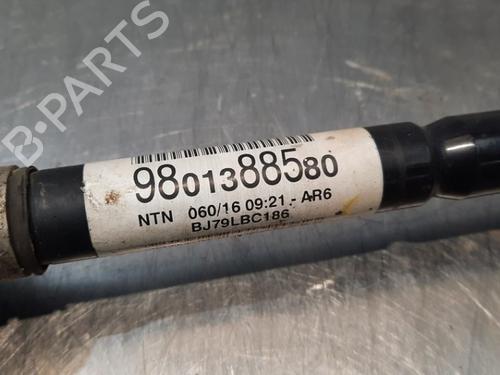 B-PARTS
9801388580
NTN 060/16 09:21 - AR6
BJ79LBC186